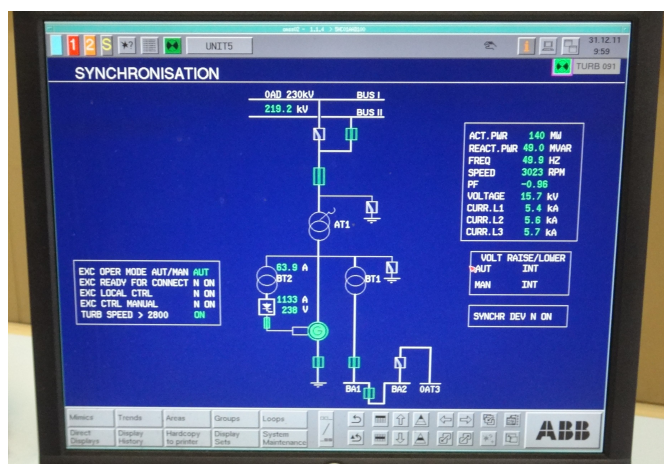 1 2 S *? UNIT5
31.12.11
9:59
SYNCHRONISATION
TURB 091
0AD 230kV BUS I
219.2 kV BUS II
ACT.PWR 140 MW
REACT.PWR 49.0 MVAR
FREQ 49.9 HZ
SPEED 3023 RPM
PF -0.96
VOLTAGE 15.7 kV
CURR.L1 5.4 kA
CURR.L2 5.6 kA
CURR.L3 5.7 kA
AT1
VOLT RAISE/LOWER
AUT INT
MAN INT
SYNCHR DEV N ON
EXC OPER MODE AUT/MAN AUT
EXC READY FOR CONNECT N ON
EXC LOCAL CTRL N ON
EXC CTRL MANUAL N ON
TURB SPEED > 2800 ON
63.9 A
BT2
BT1
1133 A
238 V
G
BA1 BA2 0AT3
Mimics Trends Areas Groups Loops
Direct Displays Display History Hardcopy to printer Display Sets System Maintenance
ABB